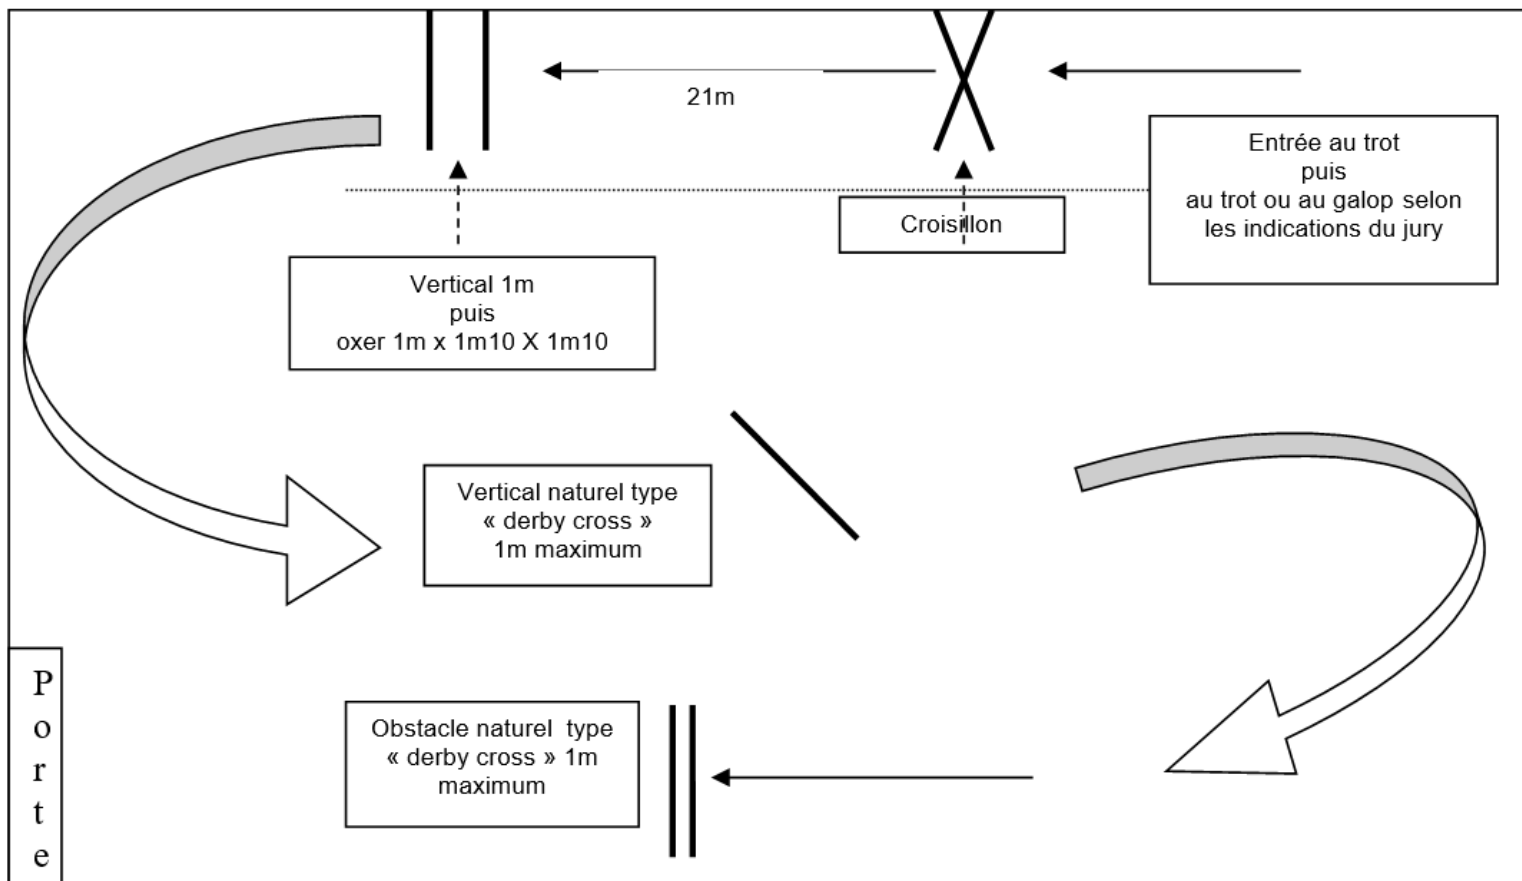 21m
Entrée au trot
puis
au trot ou au galop selon
les indications du jury
Croisillon
Vertical 1m
puis
oxer 1m x 1m10 X 1m10
Vertical naturel type
« derby cross »
1m maximum
Obstacle naturel type
« derby cross » 1m
maximum
P
o
r
t
e